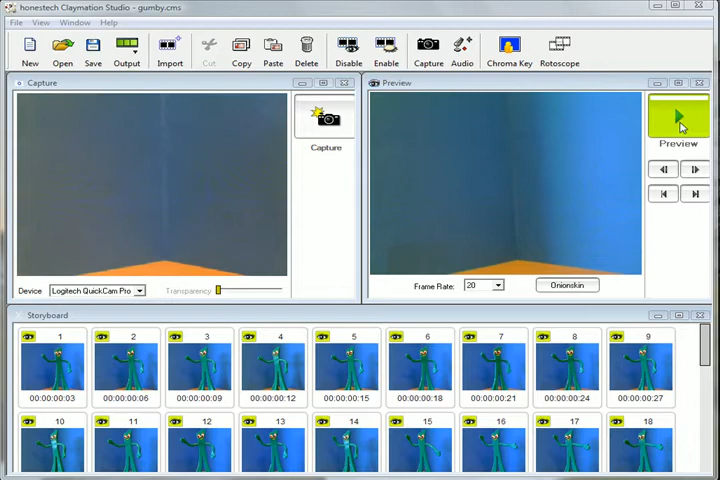 honestech Claymation Studio - gumby.cms
File View Window Help
New Open Save Output Import Cut Copy Paste Delete Disable Enable Capture Audio Chroma Key Rotoscope
Capture
Preview
Capture
Preview
Device Logitech QuickCam Pro Transparency
Frame Rate: 20 Onionskin
Storyboard
1 2 3 4 5 6 7 8 9
00:00:00:03 00:00:00:06 00:00:00:09 00:00:00:12 00:00:00:15 00:00:00:18 00:00:00:21 00:00:00:24 00:00:00:27
10 11 12 13 14 15 16 17 18